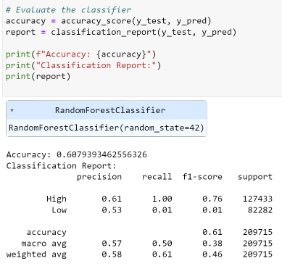 # Evaluate the classifier
accuracy = accuracy_score(y_test, y_pred)
report = classification_report(y_test, y_pred)
print(f"Accuracy: {accuracy}")
print("Classification Report:")
print(report)
RandomForestClassifier
RandomForestClassifier(random_state=42)
Accuracy: 0.6079393462556326
Classification Report:
precision recall f1-score support
High 0.61 1.00 0.76 127433
Low 0.53 0.01 0.01 82282
accuracy 0.61 209715
macro avg 0.57 0.50 0.38 209715
weighted avg 0.58 0.61 0.46 209715